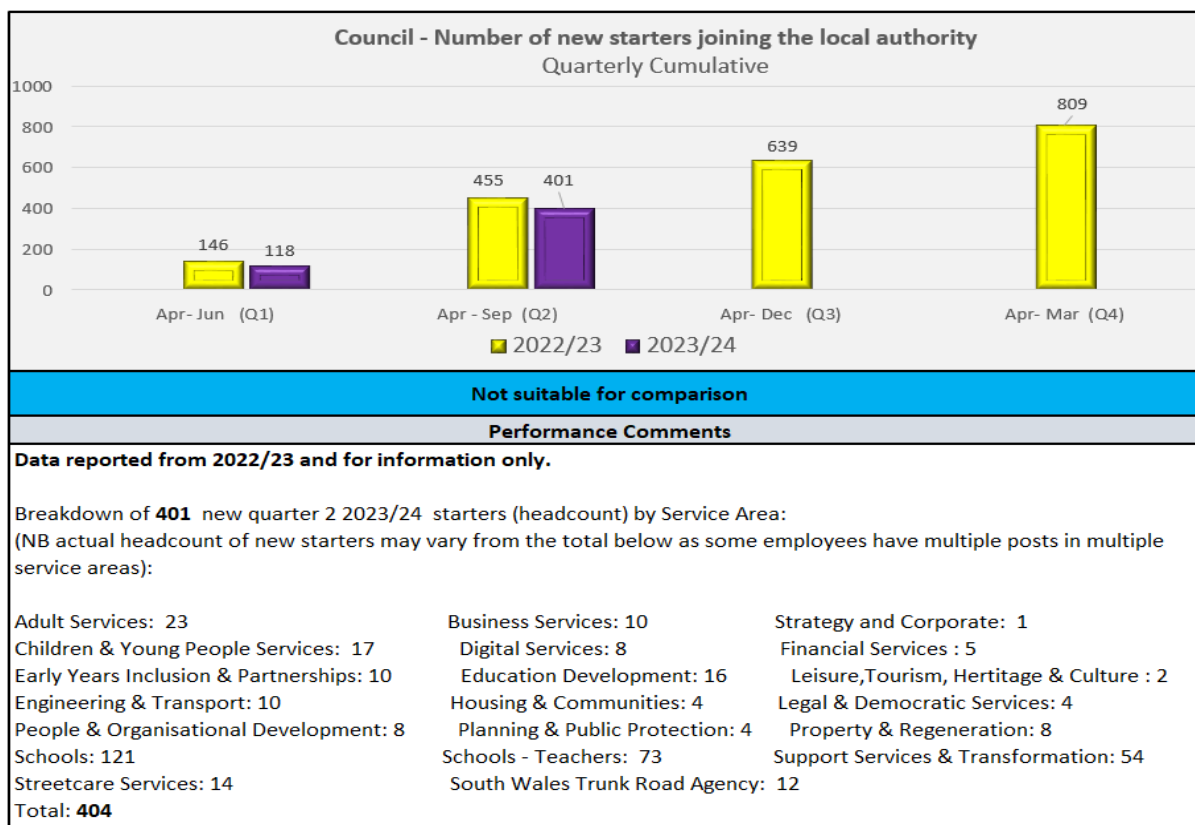 Council - Number of new starters joining the local authority
Quarterly Cumulative
1000
800
600
400
200
0
146
118
455
401
639
809
Apr- Jun (Q1)
Apr - Sep (Q2)
Apr- Dec (Q3)
Apr- Mar (Q4)
2022/23 2023/24
Not suitable for comparison
Performance Comments
Data reported from 2022/23 and for information only.
Breakdown of 401 new quarter 2 2023/24 starters (headcount) by Service Area:
(NB actual headcount of new starters may vary from the total below as some employees have multiple posts in multiple
service areas):
Adult Services: 23 Business Services: 10 Strategy and Corporate: 1
Children & Young People Services: 17 Digital Services: 8 Financial Services : 5
Early Years Inclusion & Partnerships: 10 Education Development: 16 Leisure,Tourism, Hertitage & Culture : 2
Engineering & Transport: 10 Housing & Communities: 4 Legal & Democratic Services: 4
People & Organisational Development: 8 Planning & Public Protection: 4 Property & Regeneration: 8
Schools: 121 Schools - Teachers: 73 Support Services & Transformation: 54
Streetcare Services: 14 South Wales Trunk Road Agency: 12
Total: 404